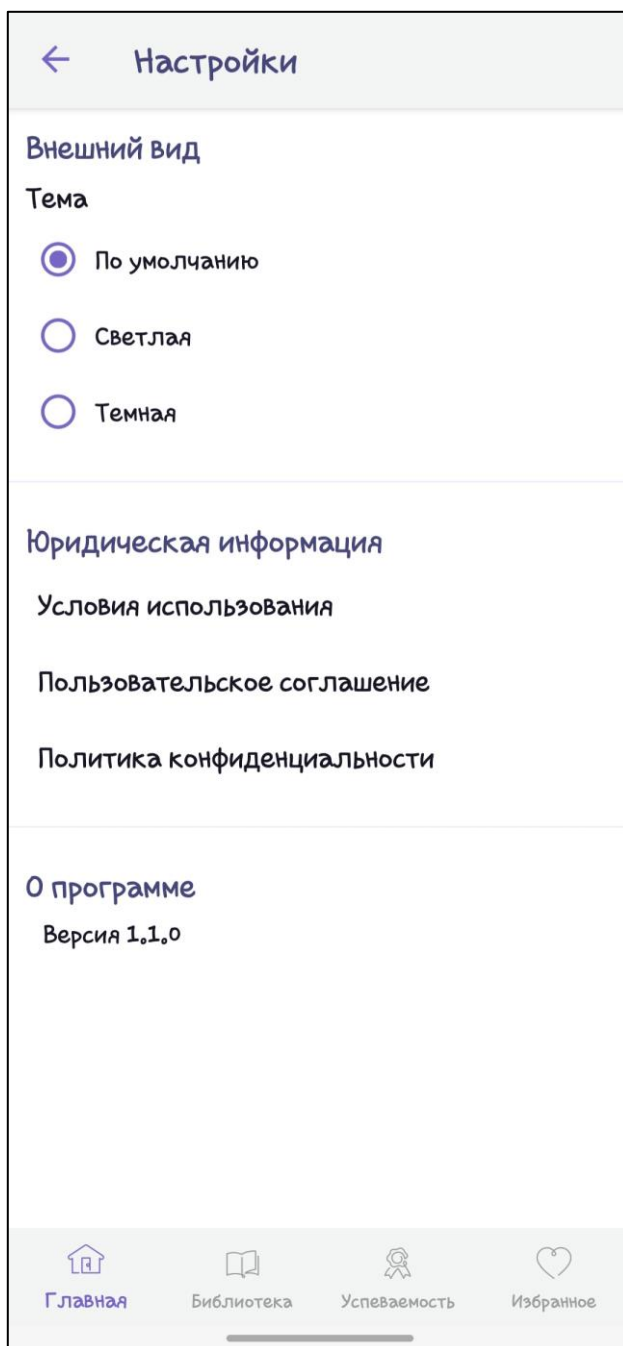 Настройки
Внешний вид
Тема
По умолчанию
Светлая
Темная
Юридическая информация
Условия использования
Пользовательское соглашение
Политика конфиденциальности
О программе
Версия 1.1.0
Главная
Библиотека
Успеваемость
Избранное